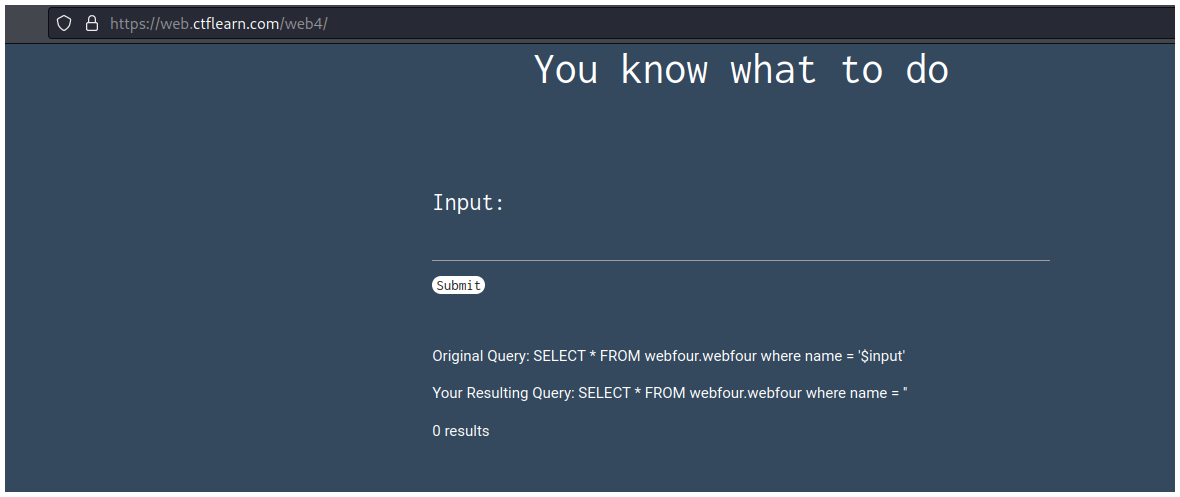 https://web.ctflearn.com/web4/
You know what to do
Input:
Submit
Original Query: SELECT * FROM webfour.webfour where name = '$input'
Your Resulting Query: SELECT * FROM webfour.webfour where name = ''
0 results